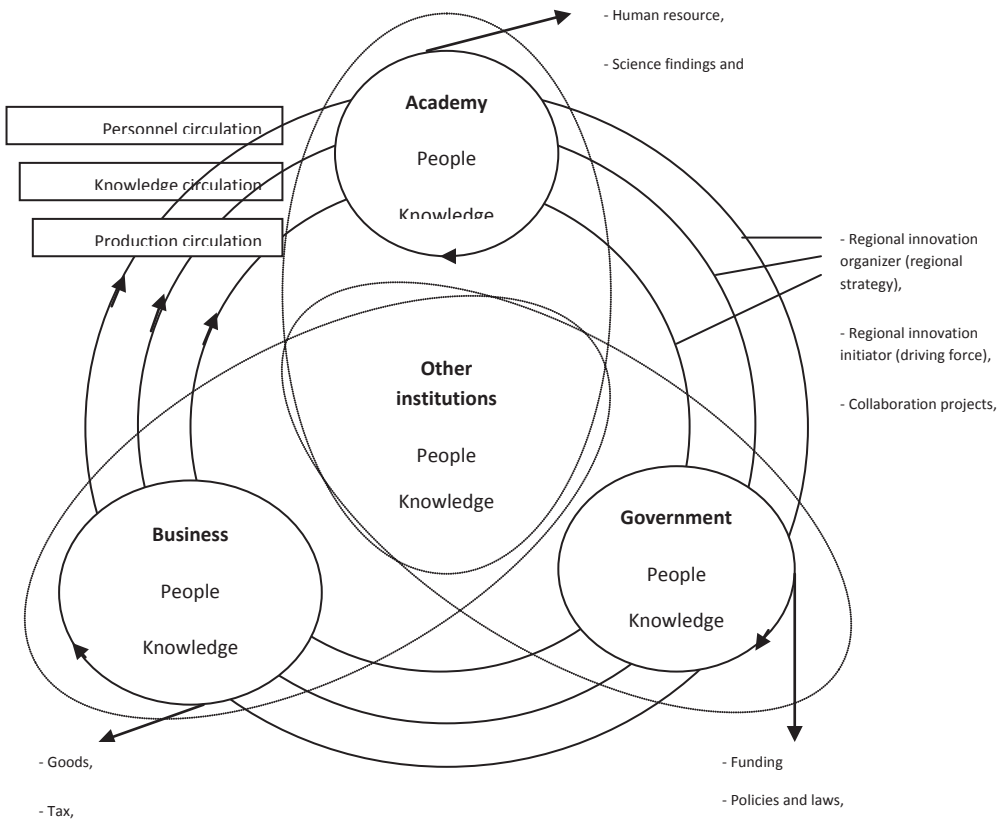 - Human resource,
- Science findings and
Academy
People
Knowledge
Personnel circulation
Knowledge circulation
Production circulation
- Regional innovation
organizer (regional
strategy),
- Regional innovation
initiator (driving force),
- Collaboration projects,
Other
institutions
People
Knowledge
Business
People
Knowledge
Government
People
Knowledge
- Goods,
- Tax,
- Funding
- Policies and laws,